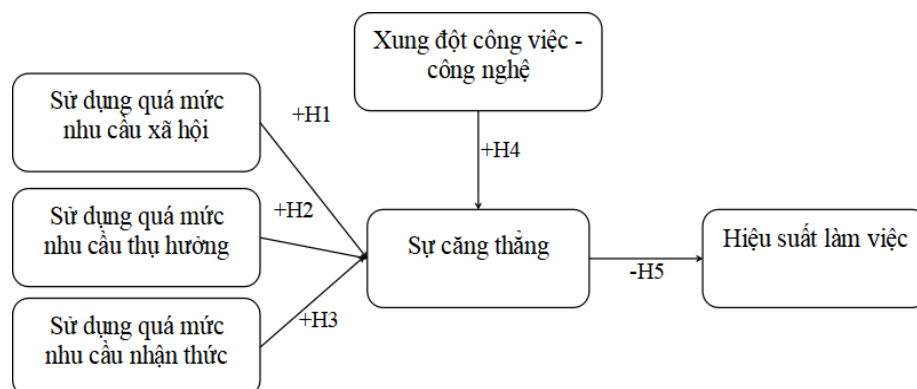 Xung đột công việc -
công nghệ
Sử dụng quá mức
nhu cầu xã hội
+H1
+H4
Sử dụng quá mức
nhu cầu thụ hưởng
+H2
Sự căng thẳng
Hiệu suất làm việc
-H5
+H3
Sử dụng quá mức
nhu cầu nhận thức